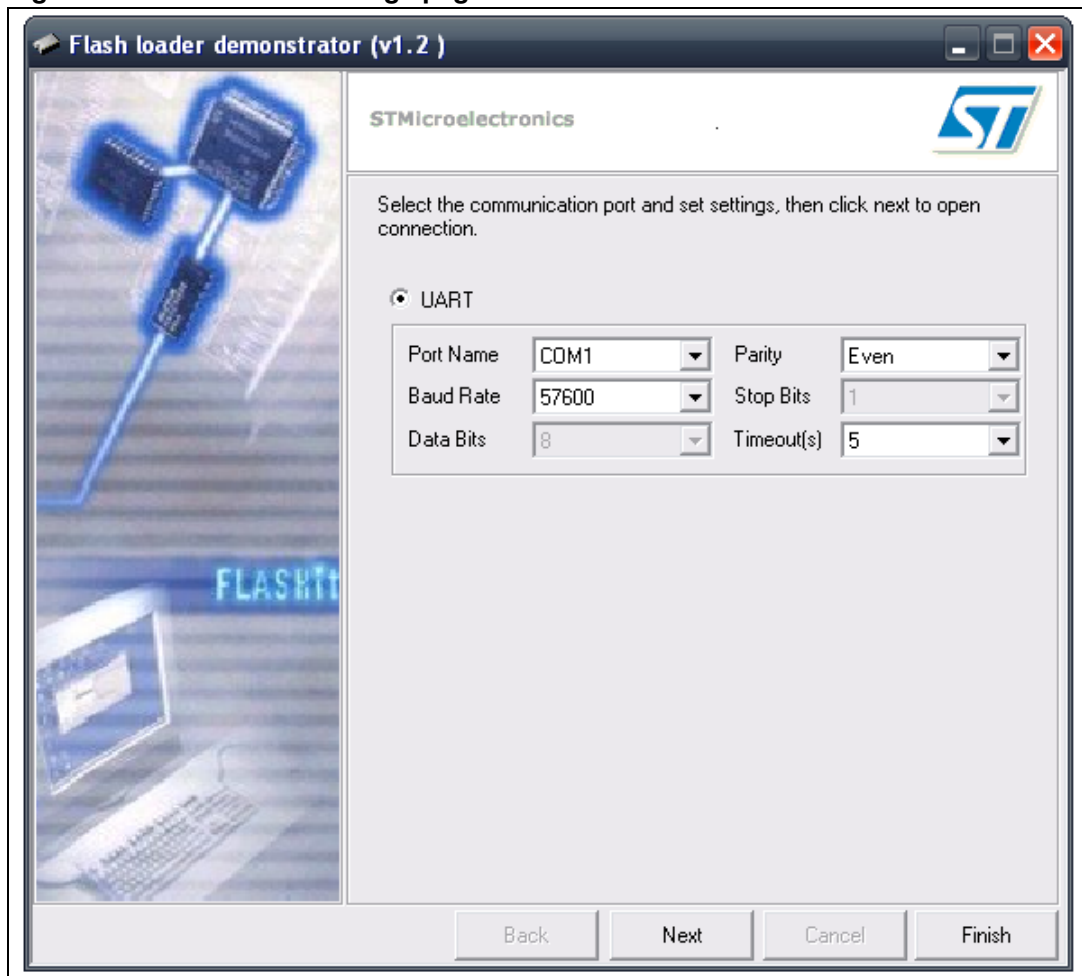 Flash loader demonstrator (v1.2 )
STMicroelectronics
ST
Select the communication port and set settings, then click next to open
connection.
UART
Port Name COM1 Parity Even
Baud Rate 57600 Stop Bits 1
Data Bits 8 Timeout(s) 5
FLASHit
Back Next Cancel Finish